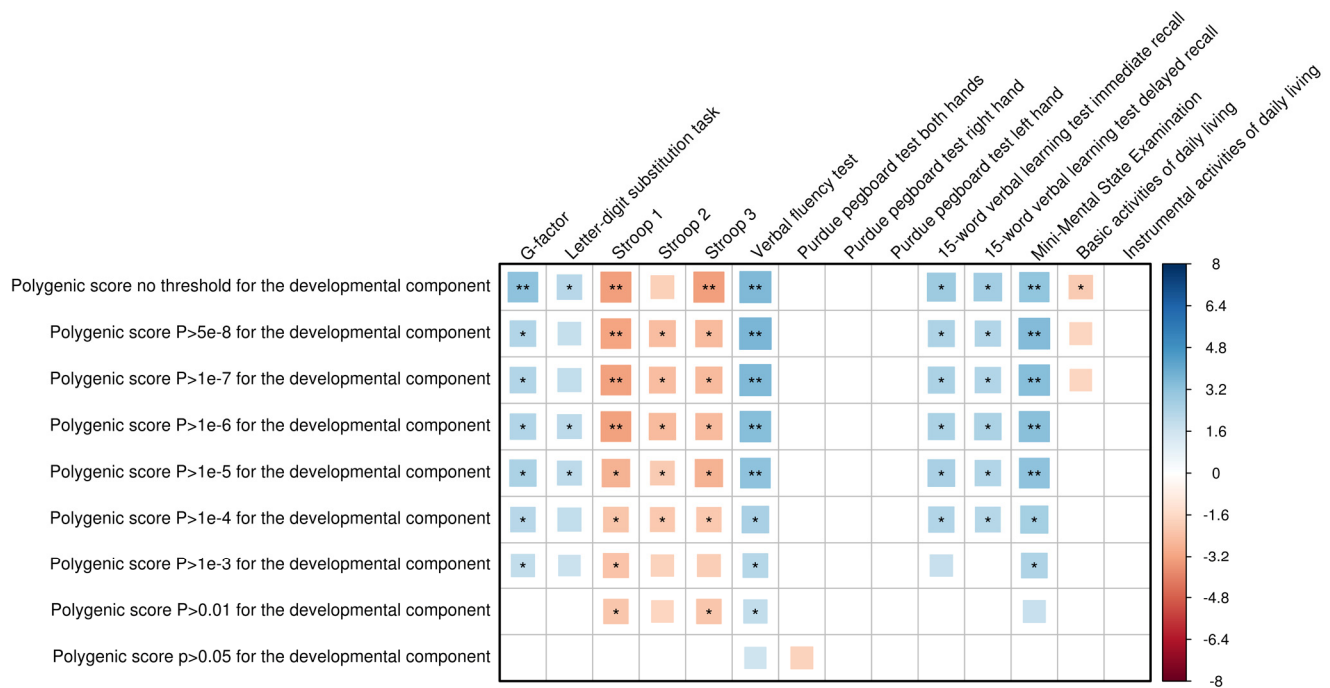 G-factor
Letter-digit substitution task
Stroop 1
Stroop 2
Stroop 3
Verbal fluency test
Purdue pegboard test both hands
Purdue pegboard test right hand
Purdue pegboard test left hand
15-word verbal learning test immediate recall
15-word verbal learning test delayed recall
Mini-Mental State Examination
Basic activities of daily living
Instrumental activities of daily living
Polygenic score no threshold for the developmental component ** * ** ** ** * * ** *
Polygenic score P>5e-8 for the developmental component * ** * * ** * * **
Polygenic score P>1e-7 for the developmental component * ** * * ** * * **
Polygenic score P>1e-6 for the developmental component * * ** * * ** * * **
Polygenic score P>1e-5 for the developmental component * * * * * ** * * **
Polygenic score P>1e-4 for the developmental component * * * * * * * *
Polygenic score P>1e-3 for the developmental component * * * *
Polygenic score P>0.01 for the developmental component * * *
Polygenic score p>0.05 for the developmental component
8
6.4
4.8
3.2
1.6
0
-1.6
-3.2
-4.8
-6.4
-8